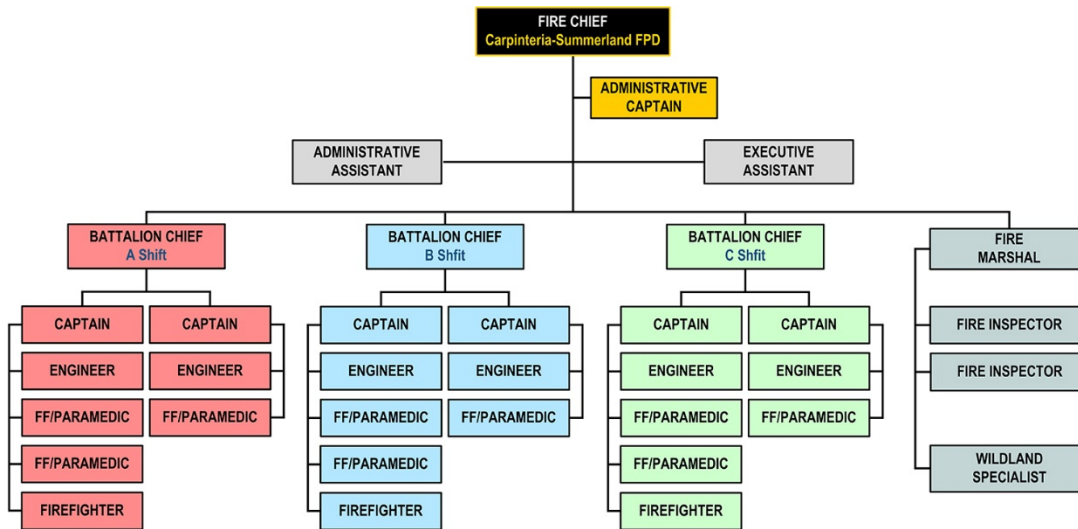 FIRE CHIEF
Carpinteria-Summerland FPD
ADMINISTRATIVE
CAPTAIN
ADMINISTRATIVE
ASSISTANT
EXECUTIVE
ASSISTANT
BATTALION CHIEF
A Shift
CAPTAIN
ENGINEER
FF/PARAMEDIC
FF/PARAMEDIC
FIREFIGHTER
CAPTAIN
ENGINEER
FF/PARAMEDIC
BATTALION CHIEF
B Shfit
CAPTAIN
ENGINEER
FF/PARAMEDIC
FF/PARAMEDIC
FIREFIGHTER
CAPTAIN
ENGINEER
FF/PARAMEDIC
BATTALION CHIEF
C Shfit
CAPTAIN
ENGINEER
FF/PARAMEDIC
FF/PARAMEDIC
FIREFIGHTER
CAPTAIN
ENGINEER
FF/PARAMEDIC
FIRE
MARSHAL
FIRE INSPECTOR
FIRE INSPECTOR
WILDLAND
SPECIALIST